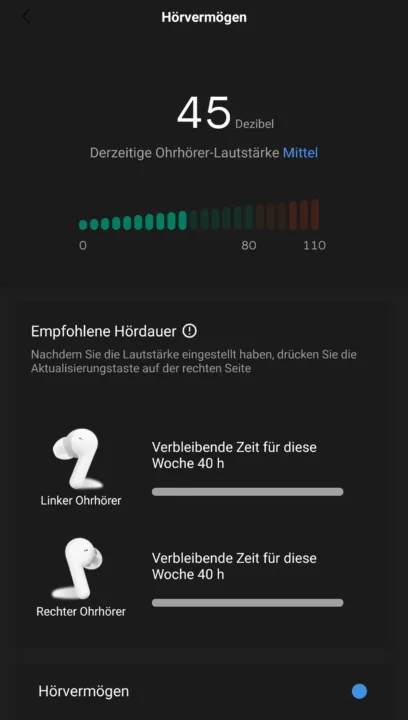 Hörvermögen
45 Dezibel
Derzeitige Ohrhörer-Lautstärke Mittel
0 80 110
Empfohlene Hördauer
Nachdem Sie die Lautstärke eingestellt haben, drücken Sie die
Aktualisierungstaste auf der rechten Seite
Verbleibende Zeit für diese
Woche 40 h
Linker Ohrhörer
Verbleibende Zeit für diese
Woche 40 h
Rechter Ohrhörer
Hörvermögen